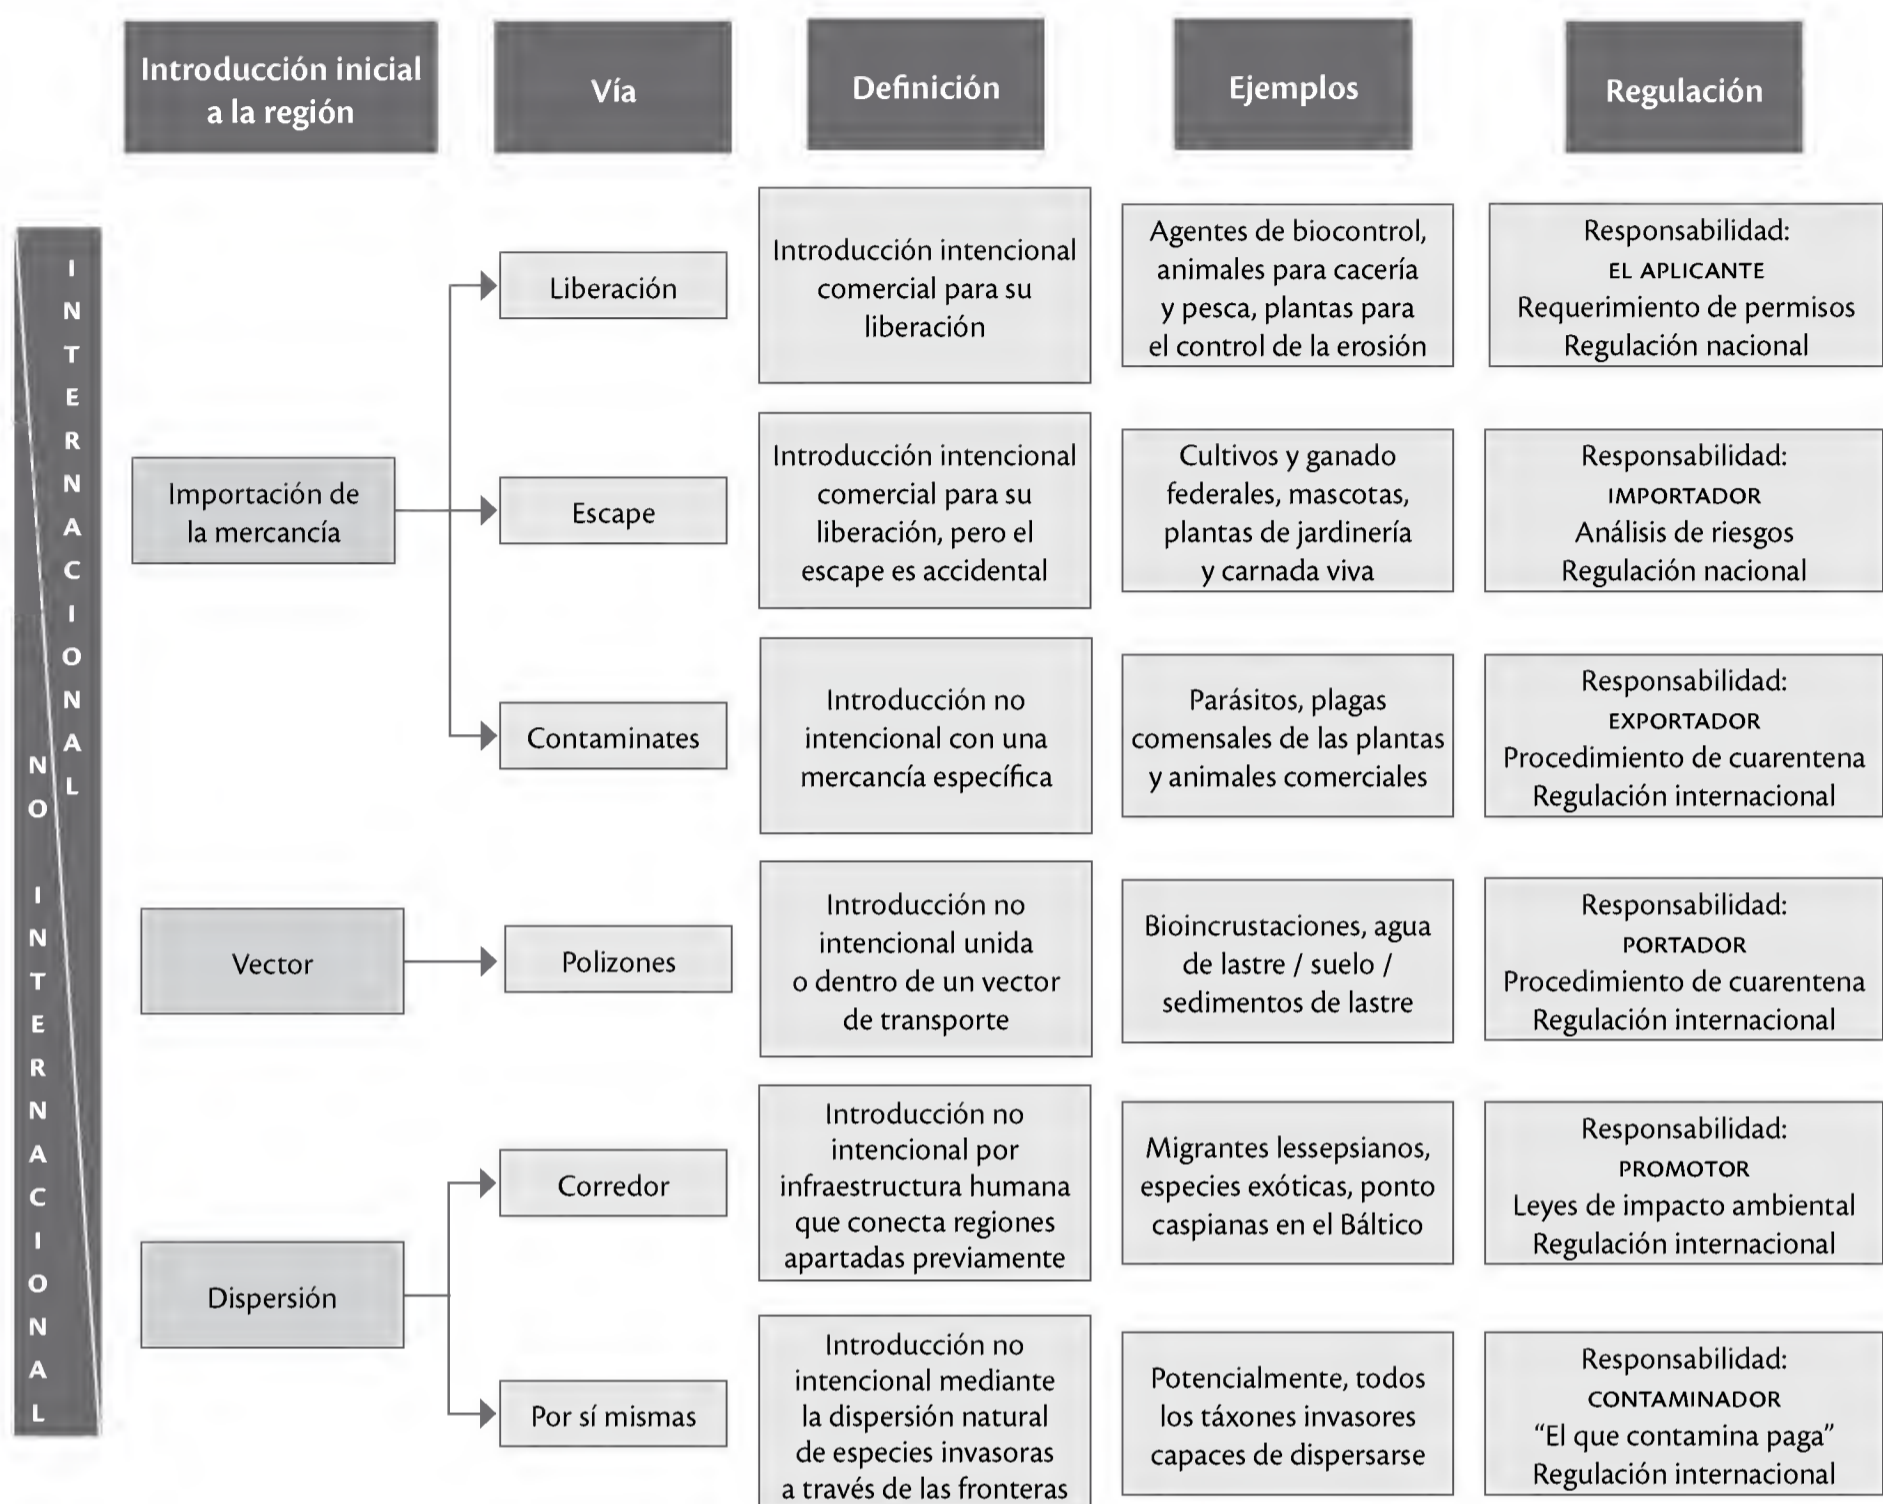 Introducción inicial
a la región
Vía
Definición
Ejemplos
Regulación
INTERNACIONAL
NO INTERNACIONAL
Importación de
la mercancía
Liberación
Introducción intencional
comercial para su
liberación
Agentes de biocontrol,
animales para cacería
y pesca, plantas para
el control de la erosión
Responsabilidad:
EL APLICANTE
Requerimiento de permisos
Regulación nacional
Escape
Introducción intencional
comercial para su
liberación, pero el
escape es accidental
Cultivos y ganado
federales, mascotas,
plantas de jardinería
y carnada viva
Responsabilidad:
IMPORTADOR
Análisis de riesgos
Regulación nacional
Contaminates
Introducción no
intencional con una
mercancía específica
Parásitos, plagas
comensales de las plantas
y animales comerciales
Responsabilidad:
EXPORTADOR
Procedimiento de cuarentena
Regulación internacional
Vector
Polizones
Introducción no
intencional unida
o dentro de un vector
de transporte
Bioincrustaciones, agua
de lastre / suelo /
sedimentos de lastre
Responsabilidad:
PORTADOR
Procedimiento de cuarentena
Regulación internacional
Dispersión
Corredor
Introducción no
intencional por
infraestructura humana
que conecta regiones
apartadas previamente
Migrantes lessepsianos,
especies exóticas, ponto
caspianas en el Báltico
Responsabilidad:
PROMOTOR
Leyes de impacto ambiental
Regulación internacional
Por sí mismas
Introducción no
intencional mediante
la dispersión natural
de especies invasoras
a través de las fronteras
Potencialmente, todos
los táxones invasores
capaces de dispersarse
Responsabilidad:
CONTAMINADOR
“El que contamina paga”
Regulación internacional